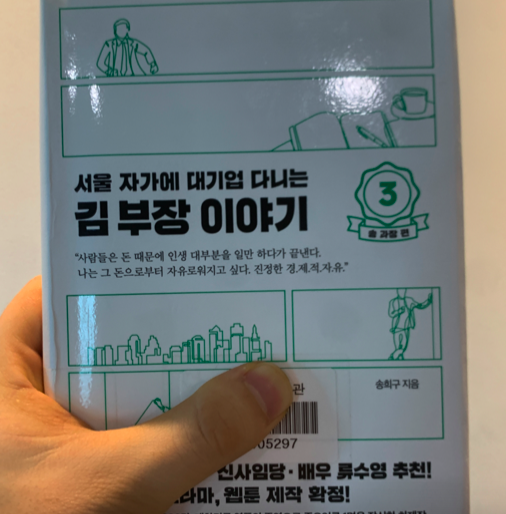 서울 자가에 대기업 다니는
김 부장 이야기
3
송 과장 편
"사람들은 돈 때문에 인생 대부분을 일만 하다가 끝낸다.
나는 그 돈으로부터 자유로워지고 싶다. 진정한 경.제.적.자.유."
관
송희구 지음
05297
신사임당·배우 류수영 추천!
라마, 웹툰 제작 확정!